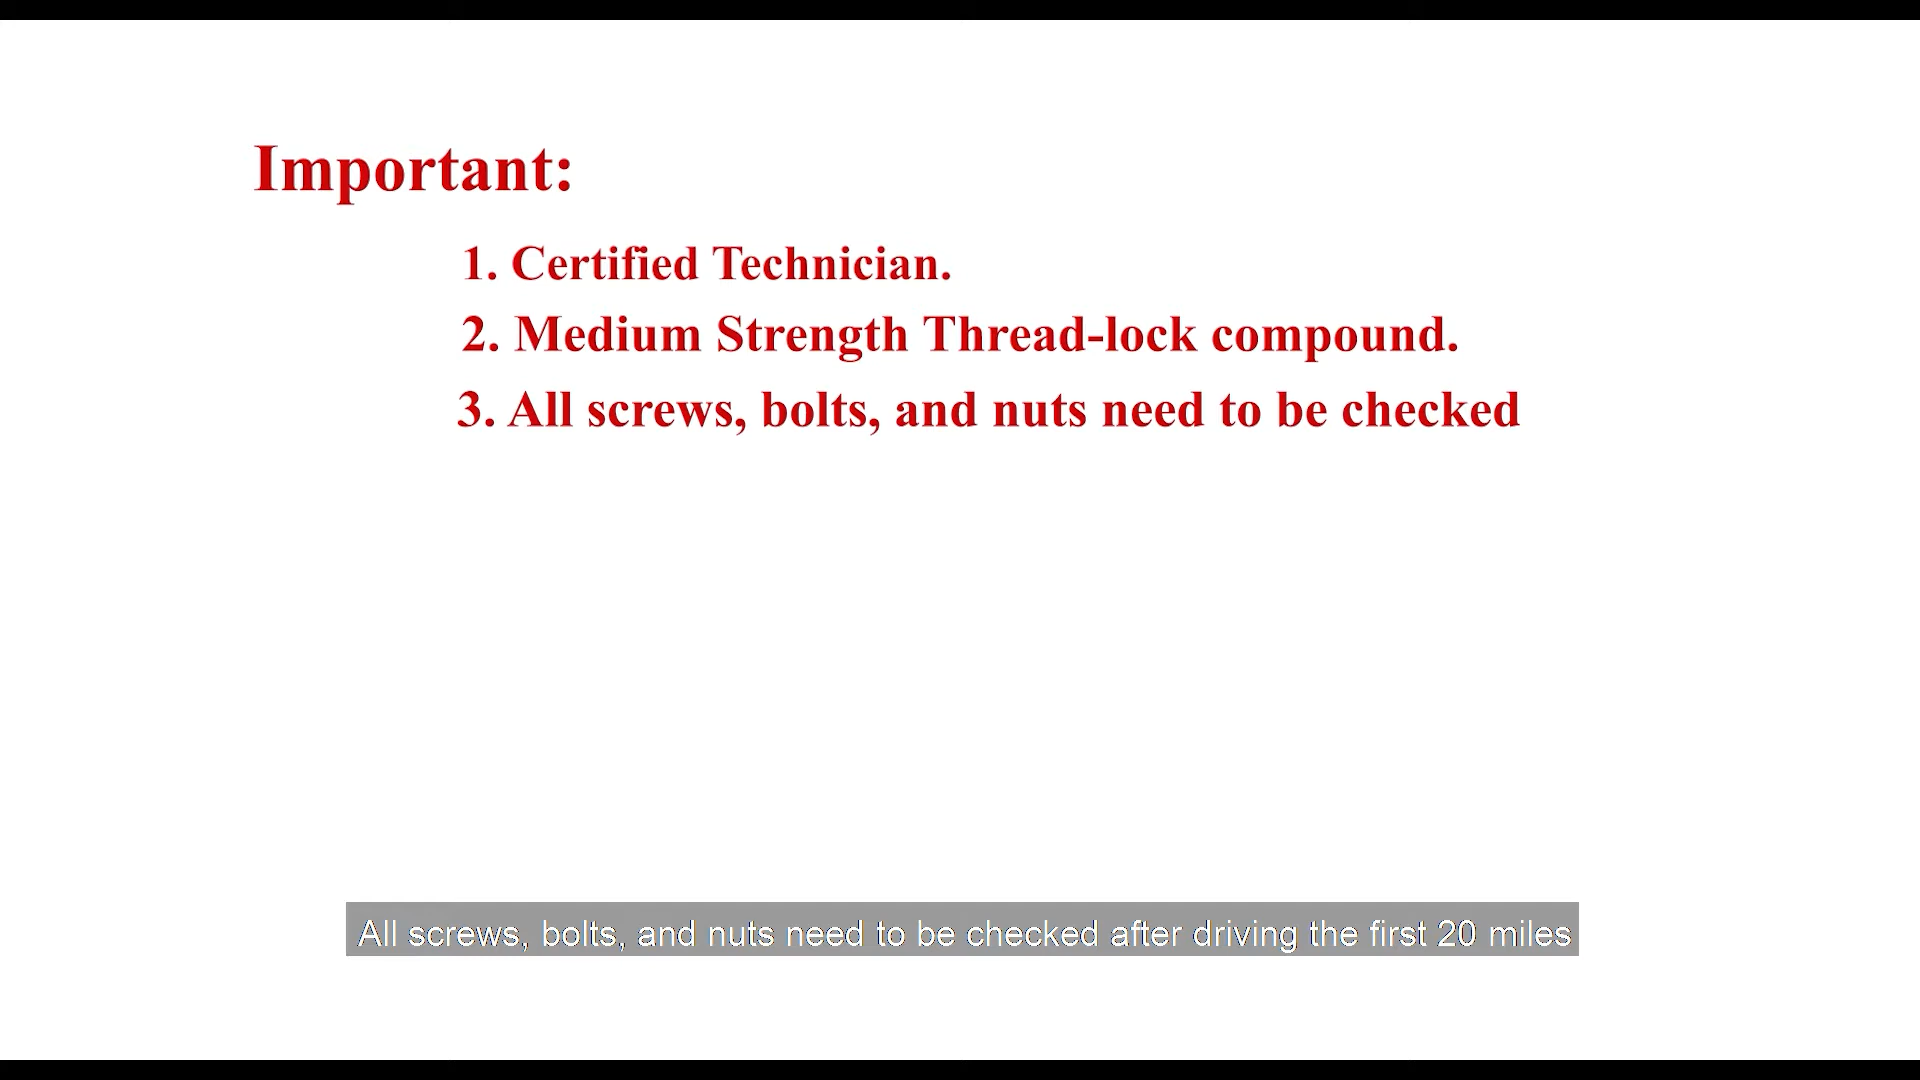 Important:
1. Certified Technician.
2. Medium Strength Thread-lock compound.
3. All screws, bolts, and nuts need to be checked
All screws, bolts, and nuts need to be checked after driving the first 20 miles